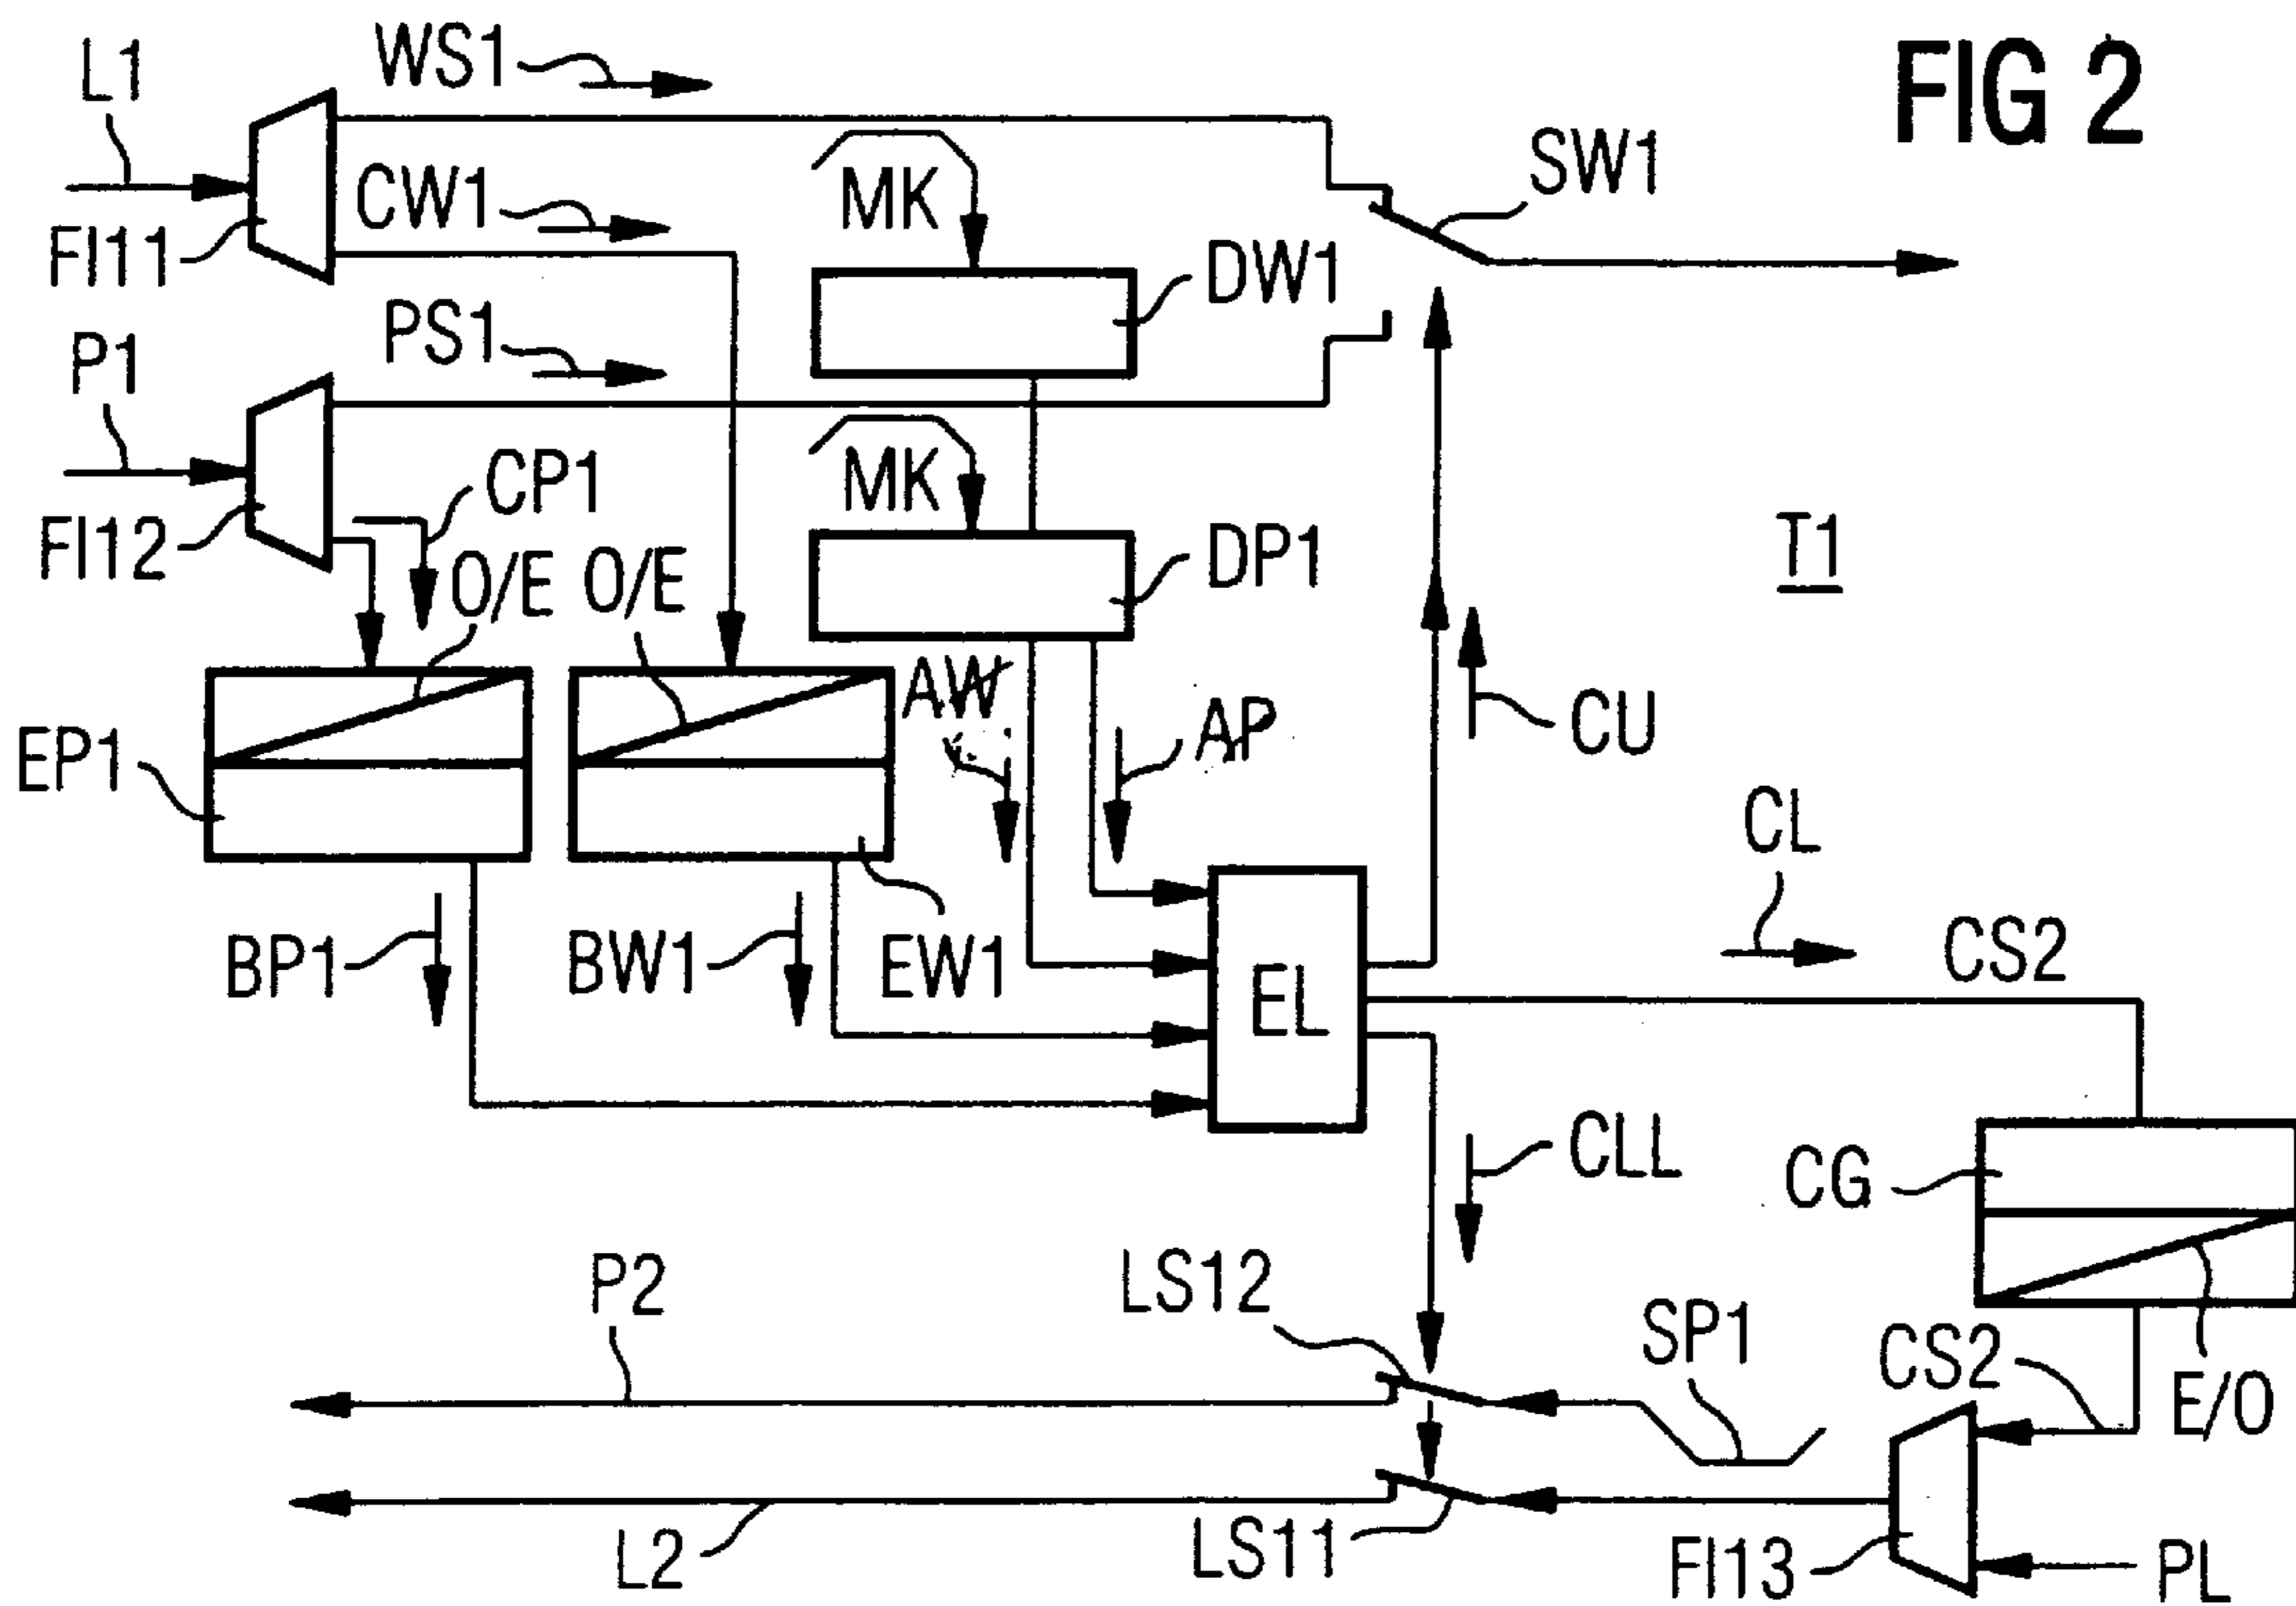 FIG 2
L1
WS1
SW1
CW1
MK
FI11
DW1
PS1
P1
CP1
MK
FI12
O/E
O/E
DP1
T1
AW
AP
CU
EP1
CL
BP1
BW1
EW1
EL
CS2
CLL
CG
P2
LS12
SP1
CS2
E/O
L2
LS11
FI13
PL